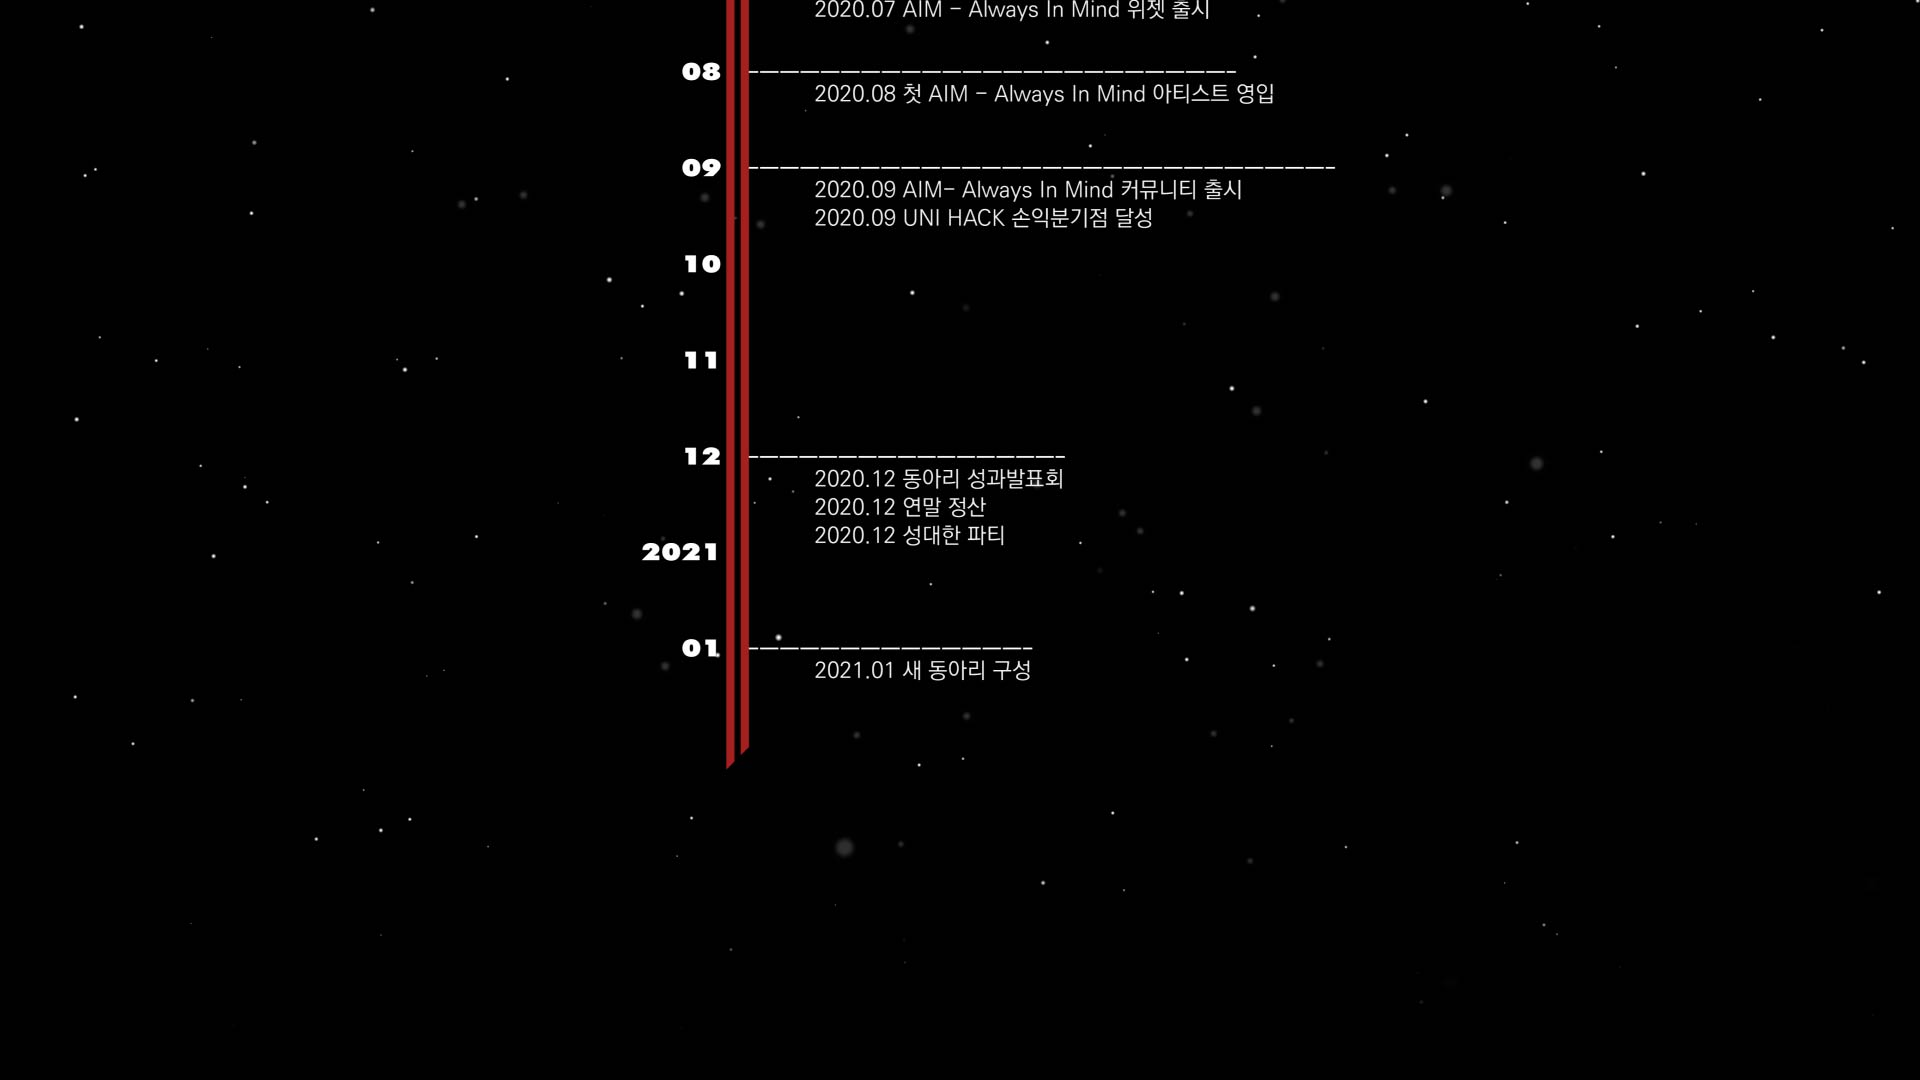 2020.07 AIM - Always In Mind 위젯 출시
08
2020.08 첫 AIM - Always In Mind 아티스트 영입
09
2020.09 AIM- Always In Mind 커뮤니티 출시
2020.09 UNI HACK 손익분기점 달성
10
11
12
2020.12 동아리 성과발표회
2020.12 연말 정산
2020.12 성대한 파티
2021
01
2021.01 새 동아리 구성